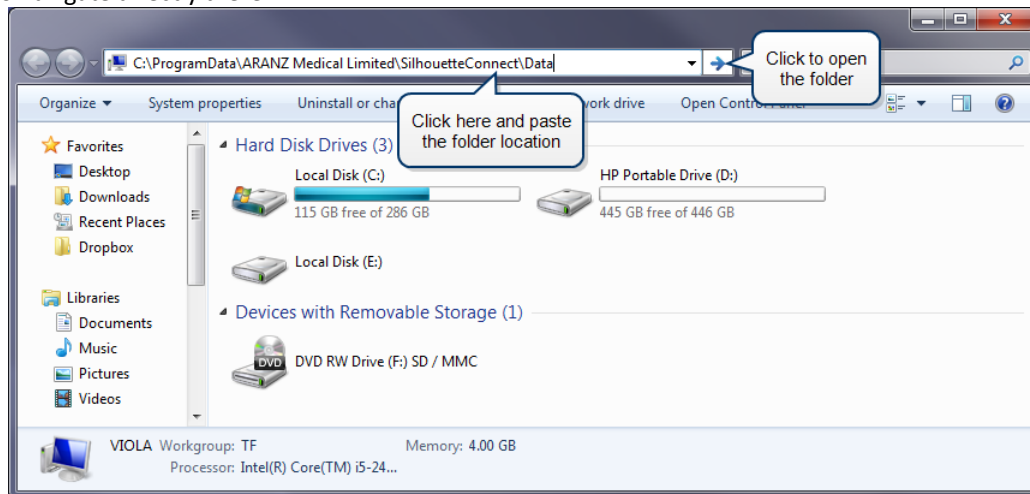 C:\ProgramData\ARANZ Medical Limited\SilhouetteConnect\Data
Click to open
the folder
Organize
System properties
Uninstall or cha
ork drive
Open Control
Click here and paste
the folder location
Favorites
Desktop
Downloads
Recent Places
Dropbox
Libraries
Documents
Music
Pictures
Videos
Hard Disk Drives (3)
Local Disk (C:)
115 GB free of 286 GB
HP Portable Drive (D:)
445 GB free of 446 GB
Local Disk (E:)
Devices with Removable Storage (1)
DVD
DVD RW Drive (F:) SD / MMC
VIOLA Workgroup: TF Memory: 4.00 GB
Processor: Intel(R) Core(TM) i5-24...